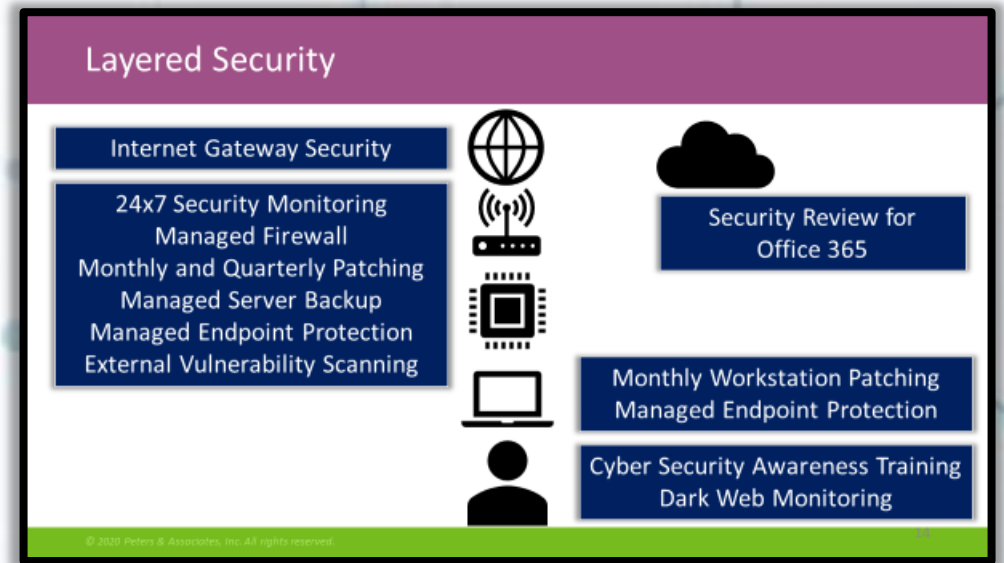 Layered Security
Internet Gateway Security
24x7 Security Monitoring
Managed Firewall
Monthly and Quarterly Patching
Managed Server Backup
Managed Endpoint Protection
External Vulnerability Scanning
Security Review for
Office 365
Monthly Workstation Patching
Managed Endpoint Protection
Cyber Security Awareness Training
Dark Web Monitoring
© 2020 Peters & Associates, Inc. All rights reserved.